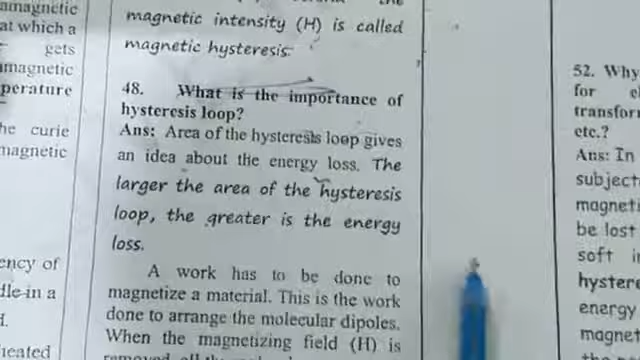 amagnetic
at which a
gets
amagnetic
perature
he curie
magnetic
ency of
dle in a
d.
heated
magnetic intensity (H) is called
magnetic hysteresis.
48. What is the importance of
hysteresis loop?
Ans: Area of the hysteresis loop gives
an idea about the energy loss. The
larger the area of the hysteresis
loop, the greater is the energy
loss.
A work has to be done to
magnetize a material. This is the work
done to arrange the molecular dipoles.
When the magnetizing field (H) is
52. Why
for el
transfor
etc.?
Ans: In
subject
magneti
be lost
soft i
hystere
energy
magnet